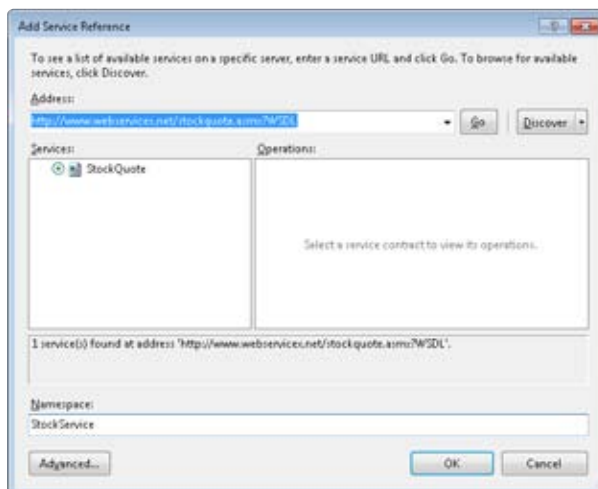 Add Service Reference
To see a list of available services on a specific server, enter a service URL and click Go. To browse for available
services, click Discover.
Address:
http://www.webservicex.net/stockquote.asmx?WSDL
Go
Discover
Services:
Operations:
StockQuote
Select a service contract to view its operations.
1 service(s) found at address 'http://www.webservicex.net/stockquote.asmx?WSDL'.
Namespace:
StockService
Advanced...
OK
Cancel